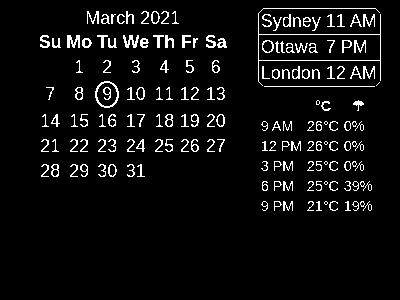 March 2021
Su Mo Tu We Th Fr Sa
1 2 3 4 5 6
7 8 9 10 11 12 13
14 15 16 17 18 19 20
21 22 23 24 25 26 27
28 29 30 31
Sydney 11 AM
Ottawa 7 PM
London 12 AM
°C
9 AM 26°C 0%
12 PM 26°C 0%
3 PM 25°C 0%
6 PM 25°C 39%
9 PM 21°C 19%